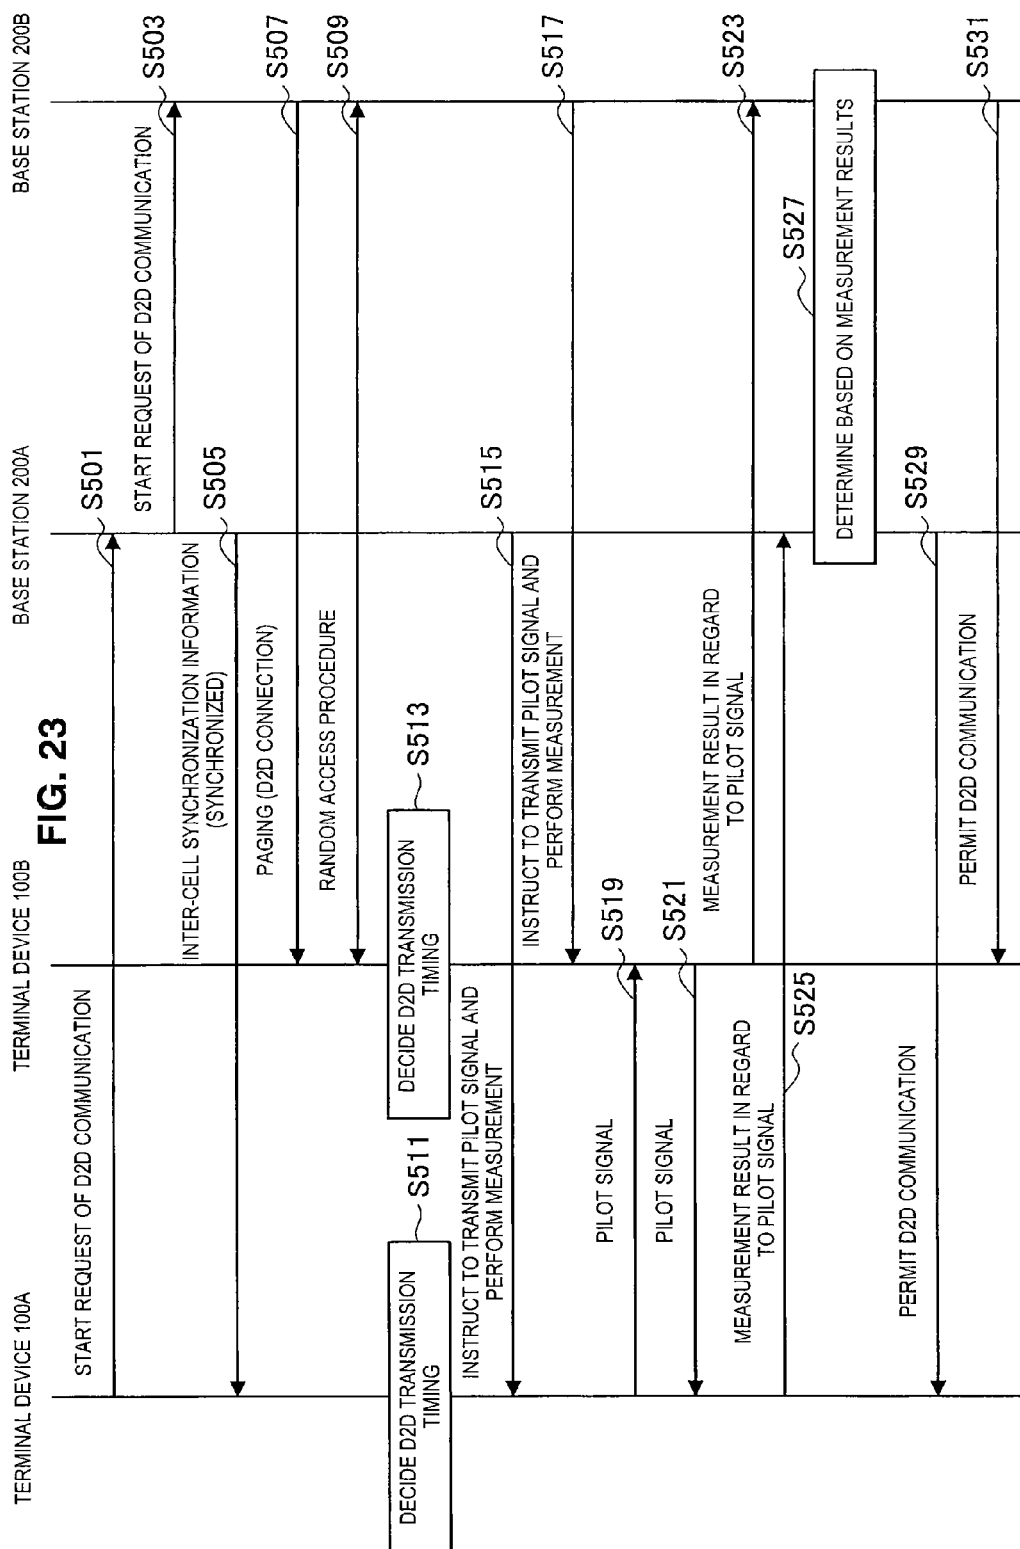 FIG. 23
TERMINAL DEVICE 100A
TERMINAL DEVICE 100B
BASE STATION 200A
BASE STATION 200B
START REQUEST OF D2D COMMUNICATION
S501
START REQUEST OF D2D COMMUNICATION
S503
INTER-CELL SYNCHRONIZATION INFORMATION
(SYNCHRONIZED)
S505
PAGING (D2D CONNECTION)
S507
RANDOM ACCESS PROCEDURE
S509
DECIDE D2D TRANSMISSION
TIMING
S511
DECIDE D2D TRANSMISSION
TIMING
S513
INSTRUCT TO TRANSMIT PILOT SIGNAL AND
PERFORM MEASUREMENT
S515
INSTRUCT TO TRANSMIT PILOT SIGNAL AND
PERFORM MEASUREMENT
S517
PILOT SIGNAL
S519
PILOT SIGNAL
S521
MEASUREMENT RESULT IN REGARD
TO PILOT SIGNAL
S523
MEASUREMENT RESULT IN REGARD
TO PILOT SIGNAL
S525
S527
DETERMINE BASED ON MEASUREMENT RESULTS
PERMIT D2D COMMUNICATION
S529
PERMIT D2D COMMUNICATION
S531